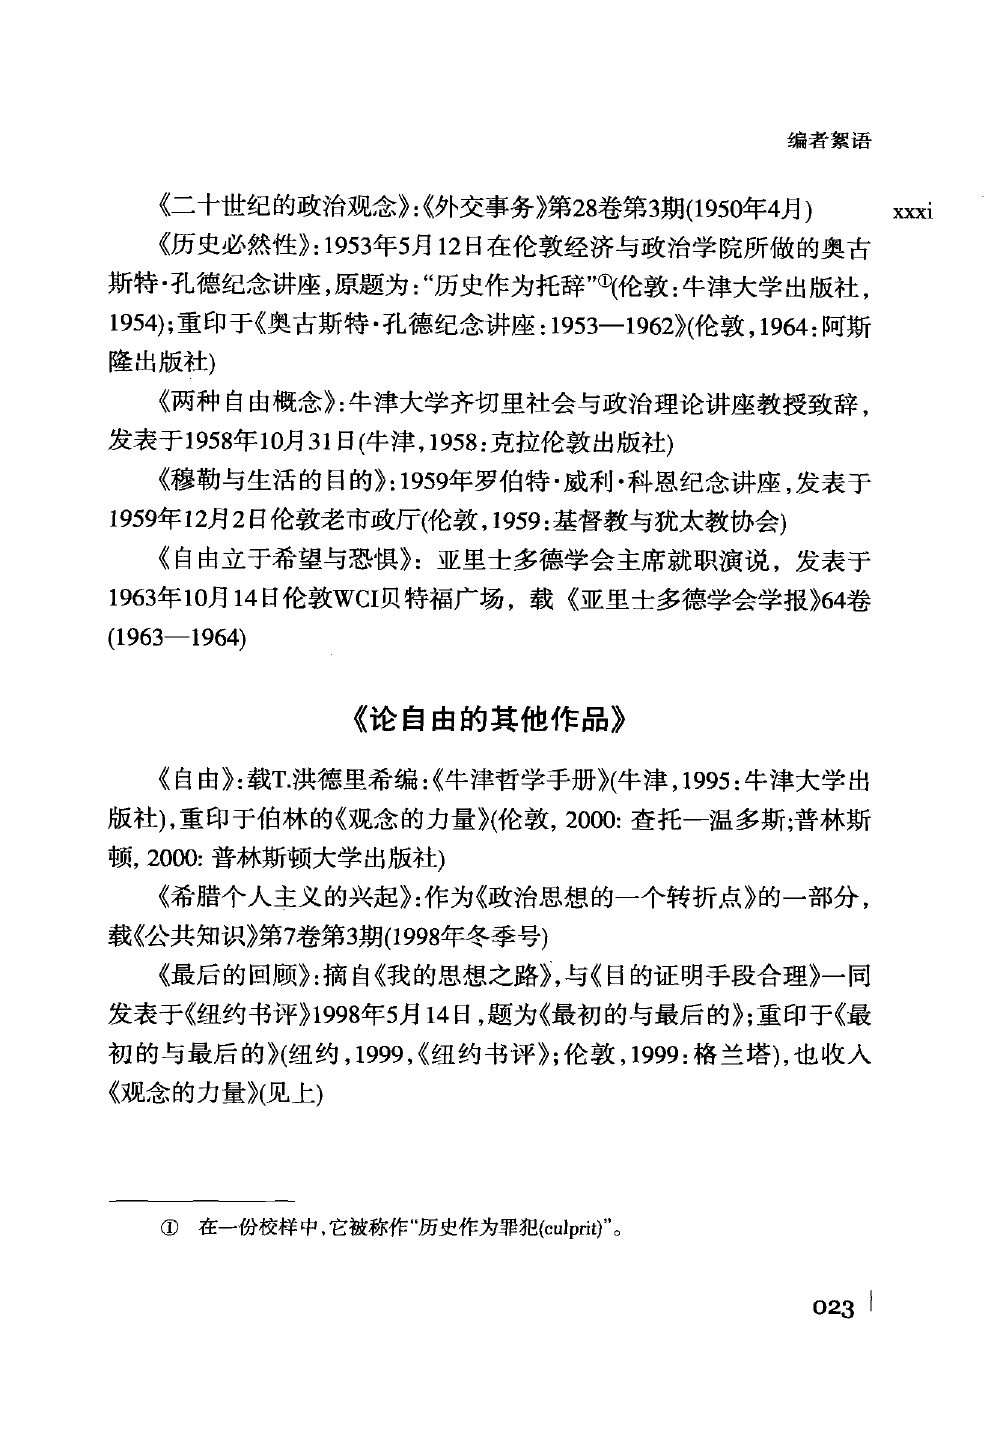 编者絮语
《二十世纪的政治观念》:《外交事务》第28卷第3期(1950年4月)
xxxi
《历史必然性》:1953年5月12日在伦敦经济与政治学院所做的奥古
斯特·孔德纪念讲座,原题为:“历史作为托辞”①(伦敦:牛津大学出版社,
1954);重印于《奥古斯特·孔德纪念讲座:1953—1962》(伦敦,1964:阿斯
隆出版社)
《两种自由概念》:牛津大学齐切里社会与政治理论讲座教授致辞,
发表于1958年10月31日(牛津,1958:克拉伦敦出版社)
《穆勒与生活的目的》:1959年罗伯特·威利·科恩纪念讲座,发表于
1959年12月2日伦敦老市政厅(伦敦,1959:基督教与犹太教协会)
《自由立于希望与恐惧》：亚里士多德学会主席就职演说，发表于
1963年10月14日伦敦WCI贝特福广场，载《亚里士多德学会学报》64卷
(1963—1964)
《论自由的其他作品》
《自由》:载T.洪德里希编:《牛津哲学手册》(牛津,1995:牛津大学出
版社),重印于伯林的《观念的力量》(伦敦, 2000: 查托—温多斯;普林斯
顿, 2000: 普林斯顿大学出版社)
《希腊个人主义的兴起》:作为《政治思想的一个转折点》的一部分,
载《公共知识》第7卷第3期(1998年冬季号)
《最后的回顾》:摘自《我的思想之路》,与《目的证明手段合理》一同
发表于《纽约书评》1998年5月14日,题为《最初的与最后的》;重印于《最
初的与最后的》(纽约,1999,《纽约书评》;伦敦,1999:格兰塔),也收入
《观念的力量》(见上)
① 在一份校样中,它被称作“历史作为罪犯(culprit)”。
023